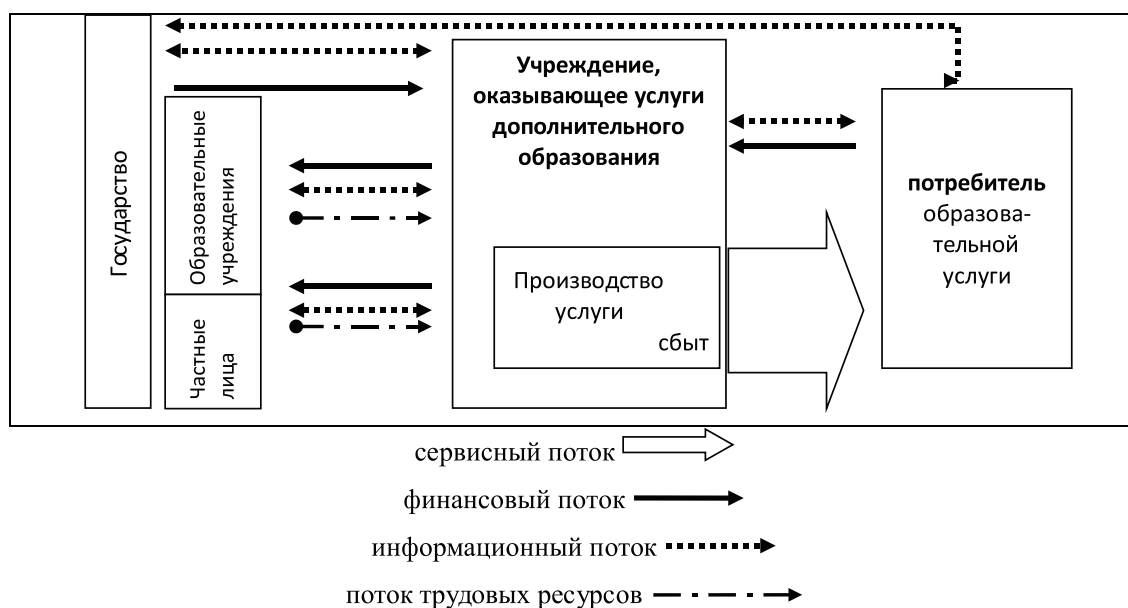 Государство
Образовательные
учреждения
Частные
лица
Учреждение,
оказывающее услуги
дополнительного
образования
Производство
услуги
сбыт
потребитель
образова-
тельной
услуги
сервисный поток
финансовый поток
информационный поток
поток трудовых ресурсов